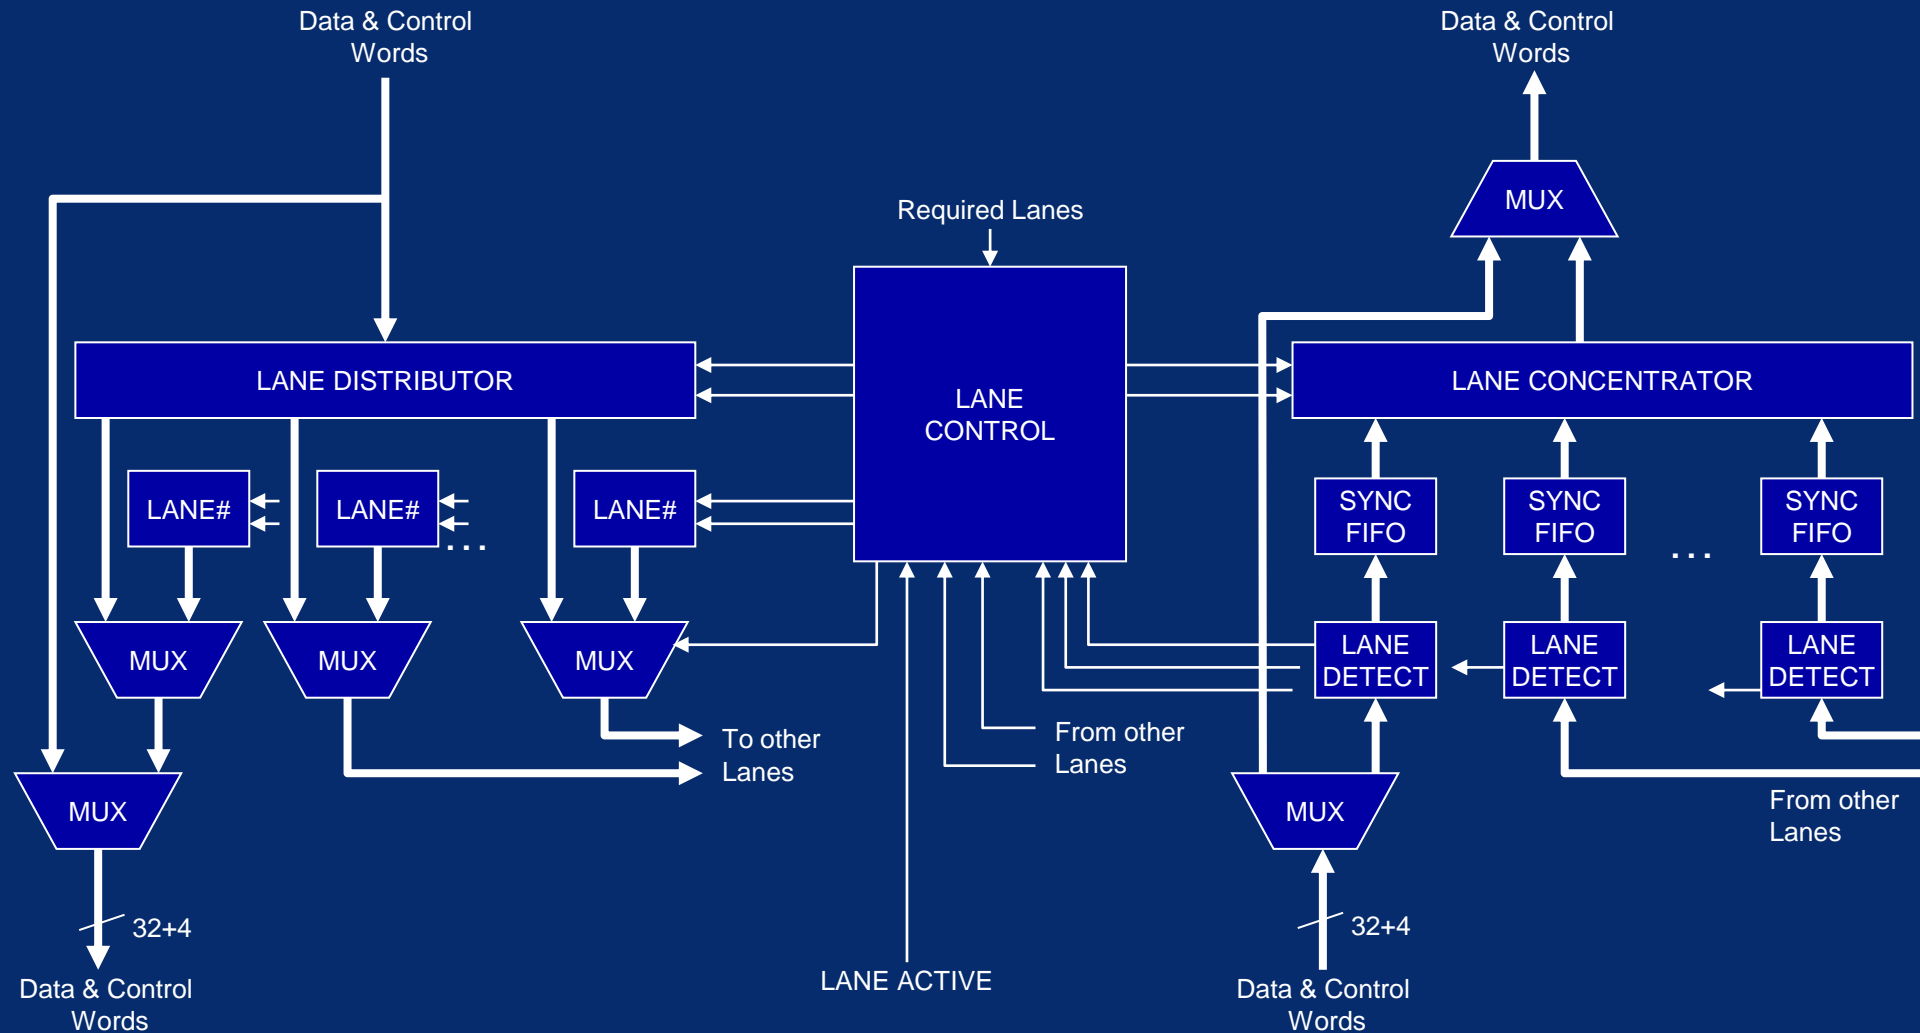 Data & Control
Words
Data & Control
Words
MUX
Required Lanes
LANE DISTRIBUTOR
LANE
CONTROL
LANE CONCENTRATOR
LANE#
LANE#
...
LANE#
SYNC
FIFO
SYNC
FIFO
...
SYNC
FIFO
MUX
MUX
MUX
LANE
DETECT
LANE
DETECT
LANE
DETECT
To other
Lanes
From other
Lanes
MUX
MUX
From other
Lanes
32+4
32+4
LANE ACTIVE
Data & Control
Words
Data & Control
Words